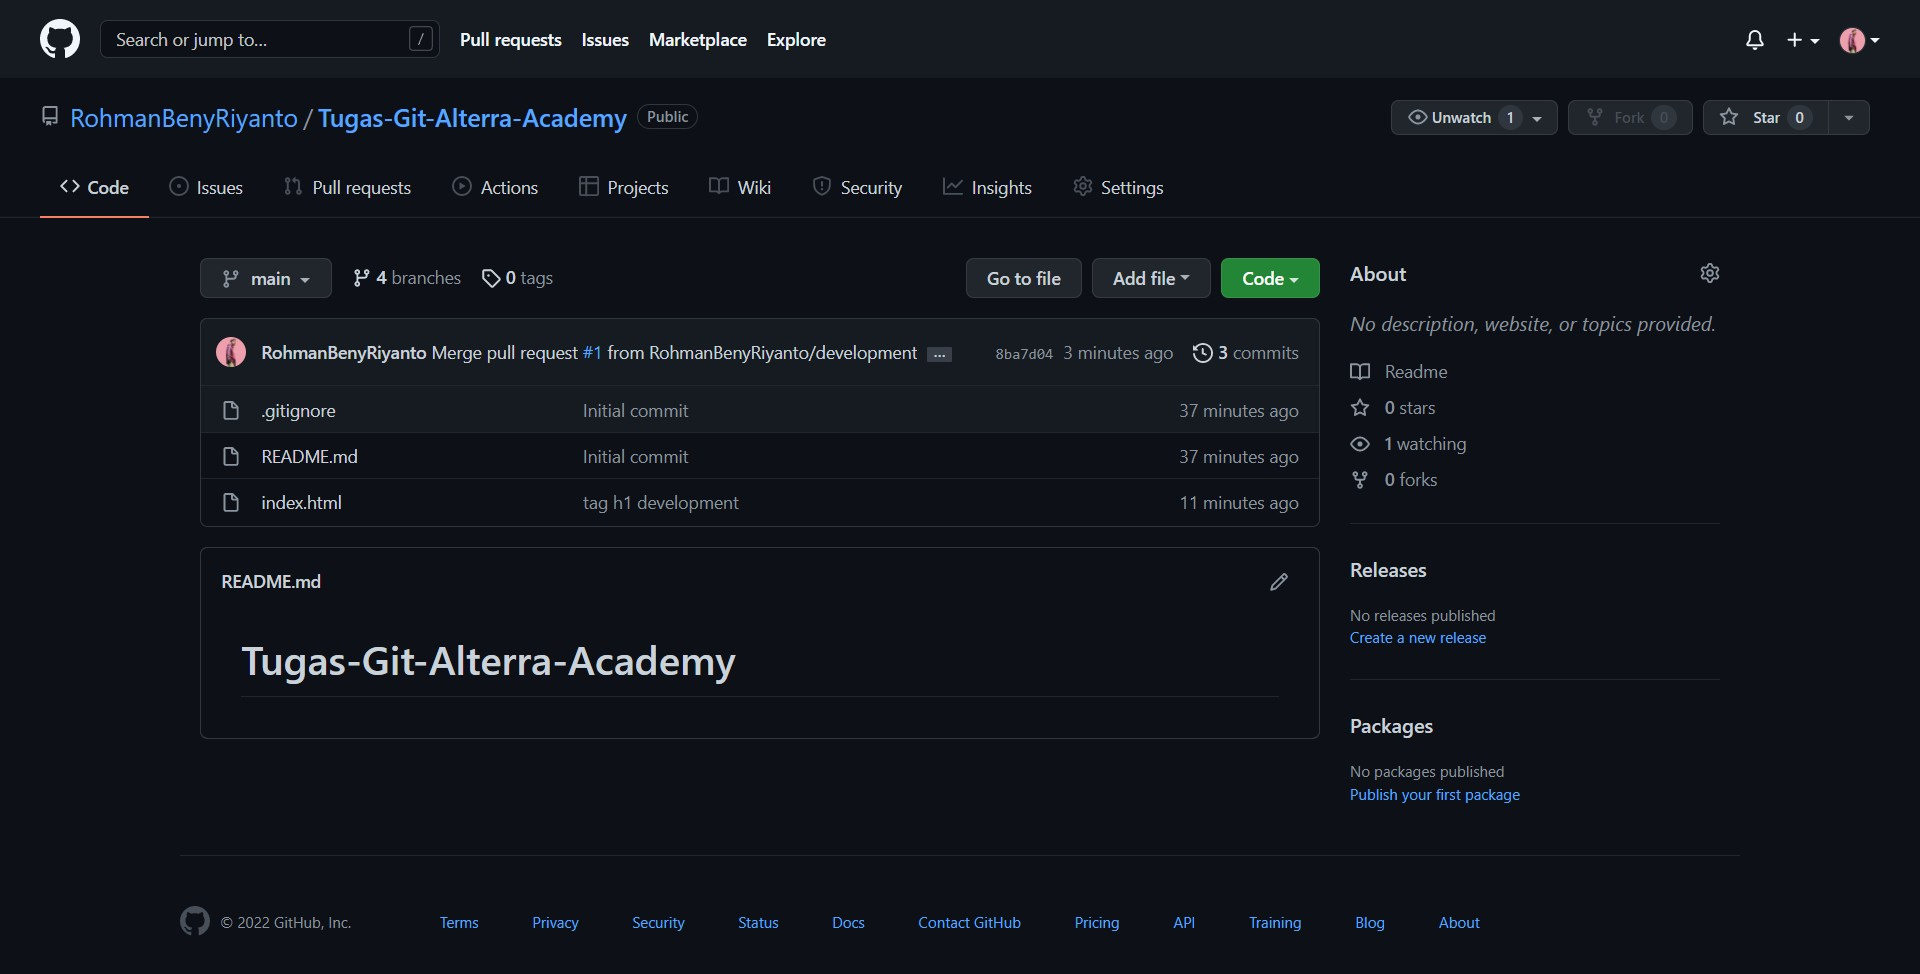 Search or jump to... / Pull requests Issues Marketplace Explore
RohmanBenyRiyanto / Tugas-Git-Alterra-Academy Public Unwatch 1 Fork 0 Star 0
Code Issues Pull requests Actions Projects Wiki Security Insights Settings
main 4 branches 0 tags Go to file Add file Code
RohmanBenyRiyanto Merge pull request #1 from RohmanBenyRiyanto/development ... 8ba7d04 3 minutes ago 3 commits
.gitignore Initial commit 37 minutes ago
README.md Initial commit 37 minutes ago
index.html tag h1 development 11 minutes ago
README.md
Tugas-Git-Alterra-Academy
About
No description, website, or topics provided.
Readme
0 stars
1 watching
0 forks
Releases
No releases published
Create a new release
Packages
No packages published
Publish your first package
© 2022 GitHub, Inc. Terms Privacy Security Status Docs Contact GitHub Pricing API Training Blog About